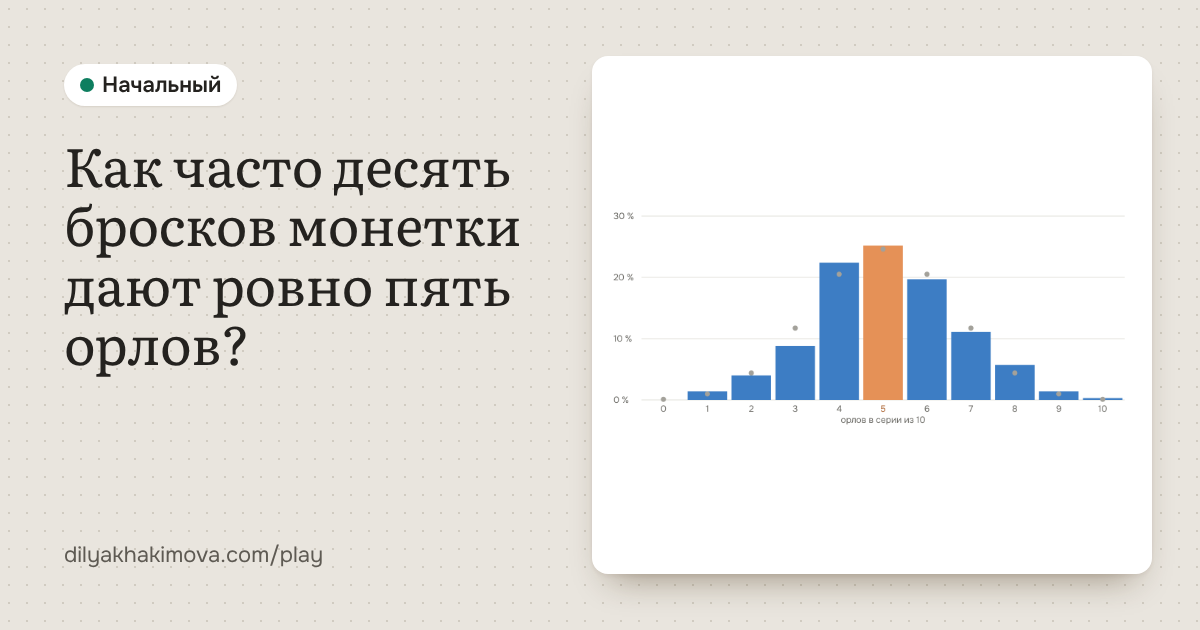 Начальный
Как часто десять
бросков монетки
дают ровно пять
орлов?
dilyakhakimova.com/play
30 %
20 %
10 %
0 %
0 1 2 3 4 5 6 7 8 9 10
орлов в серии из 10